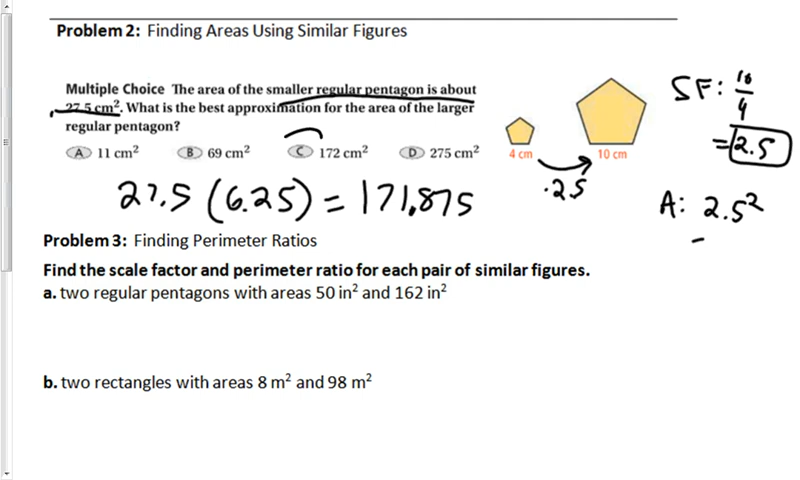 Problem 2: Finding Areas Using Similar Figures
Multiple Choice The area of the smaller regular pentagon is about
27.5 cm². What is the best approximation for the area of the larger
regular pentagon?
A 11 cm² B 69 cm² C 172 cm² D 275 cm²
4 cm 10 cm
·25
SF: 10/4
= 2.5
A: 2.5²
27.5 (6.25) = 171.875
Problem 3: Finding Perimeter Ratios
Find the scale factor and perimeter ratio for each pair of similar figures.
a. two regular pentagons with areas 50 in² and 162 in²
b. two rectangles with areas 8 m² and 98 m²